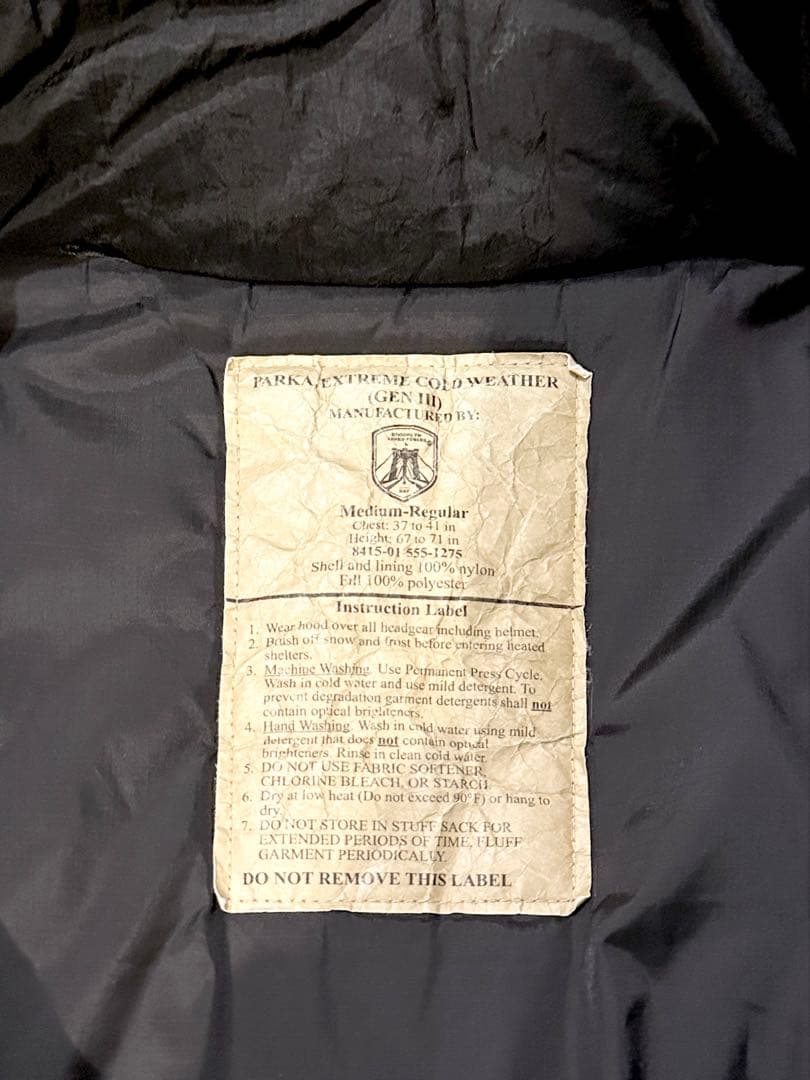 PARKA, EXTREME COLD WEATHER
(GEN III)
MANUFACTURED BY:
BROOKLYN
ARMED FORCES
BAF
Medium-Regular
Chest: 37 to 41 in
Height: 67 to 71 in
8415-01 555-1275
Shell and lining 100% nylon
Fill 100% polyester
Instruction Label
1. Wear hood over all headgear including helmet.
2. Brush off snow and frost before entering heated
shelters.
3. Machine Washing. Use Permanent Press Cycle.
Wash in cold water and use mild detergent. To
prevent degradation garment detergents shall not
contain optical brighteners.
4. Hand Washing. Wash in cold water using mild
detergent that does not contain optical
brighteners. Rinse in clean cold water.
5. DO NOT USE FABRIC SOFTENER,
CHLORINE BLEACH, OR STARCH.
6. Dry at low heat (Do not exceed 90°F) or hang to
dry.
7. DO NOT STORE IN STUFF SACK FOR
EXTENDED PERIODS OF TIME, FLUFF
GARMENT PERIODICALLY.
DO NOT REMOVE THIS LABEL